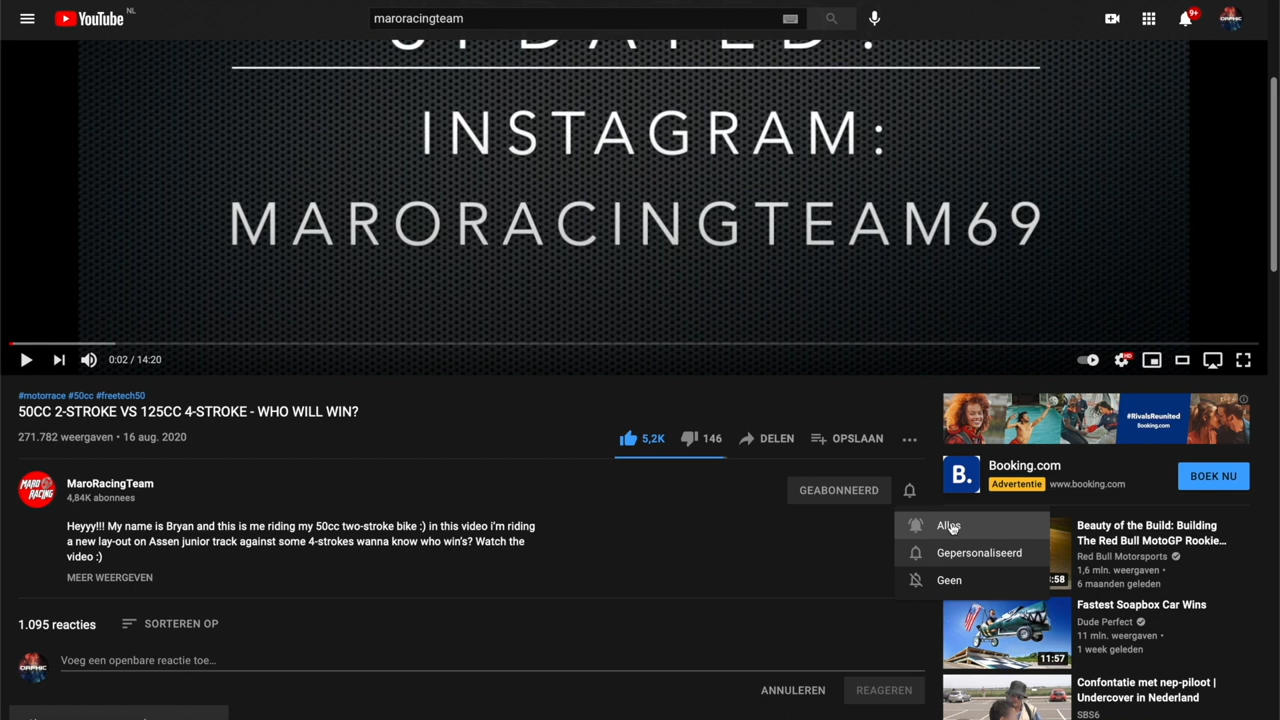 YouTube NL
maroracingteam
9+
UPDATED!
INSTAGRAM:
MARORACINGTEAM69
0:02 / 14:20
HD
#motorrace #50cc #freetech50
50CC 2-STROKE VS 125CC 4-STROKE - WHO WILL WIN?
271.782 weergaven • 16 aug. 2020
5,2K
146
DELEN
OPSLAAN
MARO
RACING
MaroRacingTeam
4,84K abonnees
GEABONNEERD
Heyyy!!! My name is Bryan and this is me riding my 50cc two-stroke bike :) in this video i'm riding
a new lay-out on Assen junior track against some 4-strokes wanna know who win's? Watch the
video :)
MEER WEERGEVEN
Alles
Gepersonaliseerd
Geen
1.095 reacties
SORTEREN OP
Voeg een openbare reactie toe...
ANNULEREN
REAGEREN
#RivalsReunited
Booking.com
B.
Booking.com
Advertentie www.booking.com
BOEK NU
:58
Beauty of the Build: Building
The Red Bull MotoGP Rookie...
Red Bull Motorsports
1,6 mln. weergaven •
6 maanden geleden
11:57
Fastest Soapbox Car Wins
Dude Perfect
11 mln. weergaven •
1 week geleden
Confontatie met nep-piloot |
Undercover in Nederland
SBS6